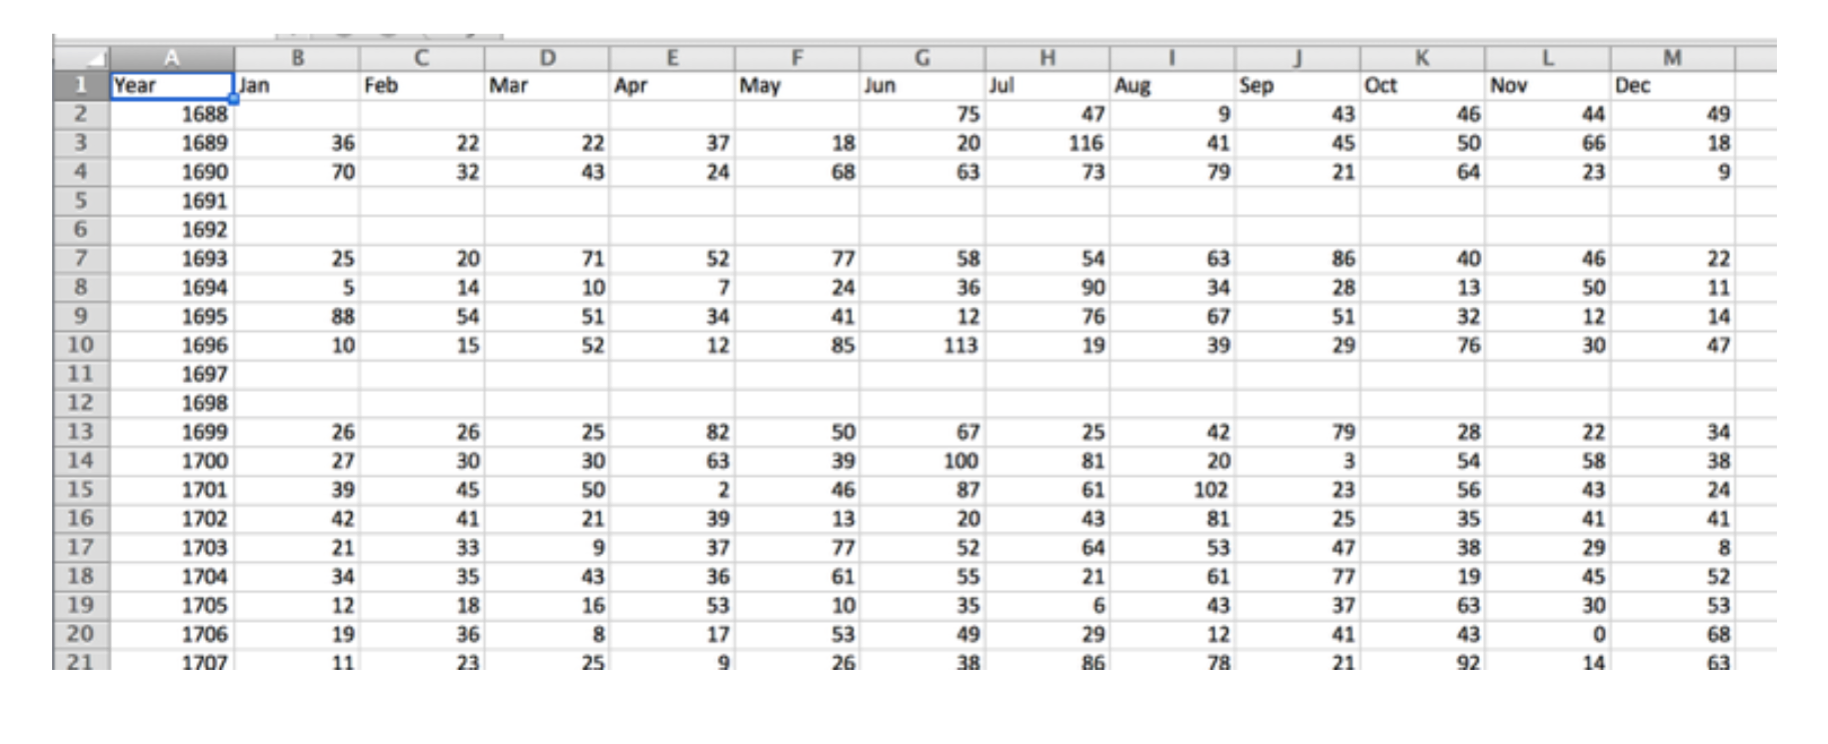 A B C D E F G H I J K L M
1 Year Jan Feb Mar Apr May Jun Jul Aug Sep Oct Nov Dec
2 1688 75 47 9 43 46 44 49
3 1689 36 22 22 37 18 20 116 41 45 50 66 18
4 1690 70 32 43 24 68 63 73 79 21 64 23 9
5 1691
6 1692
7 1693 25 20 71 52 77 58 54 63 86 40 46 22
8 1694 5 14 10 7 24 36 90 34 28 13 50 11
9 1695 88 54 51 34 41 12 76 67 51 32 12 14
10 1696 10 15 52 12 85 113 19 39 29 76 30 47
11 1697
12 1698
13 1699 26 26 25 82 50 67 25 42 79 28 22 34
14 1700 27 30 30 63 39 100 81 20 3 54 58 38
15 1701 39 45 50 2 46 87 61 102 23 56 43 24
16 1702 42 41 21 39 13 20 43 81 25 35 41 41
17 1703 21 33 9 37 77 52 64 53 47 38 29 8
18 1704 34 35 43 36 61 55 21 61 77 19 45 52
19 1705 12 18 16 53 10 35 6 43 37 63 30 53
20 1706 19 36 8 17 53 49 29 12 41 43 0 68
21 1707 11 23 25 9 26 38 86 78 21 92 14 63